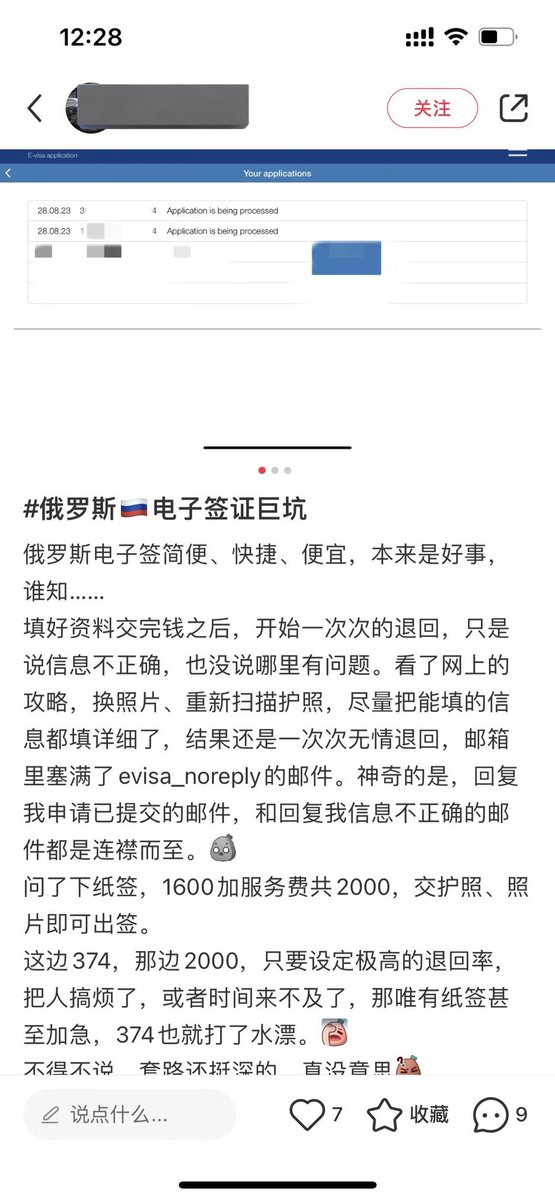 12:28
关注
E-visa application
Your applications
28.08.23 3 4 Application is being processed
28.08.23 1 4 Application is being processed
#俄罗斯🇷🇺电子签证巨坑
俄罗斯电子签简便、快捷、便宜，本来是好事，
谁知……
填好资料交完钱之后，开始一次次的退回，只是
说信息不正确，也没说哪里有问题。看了网上的
攻略，换照片、重新扫描护照，尽量把能填的信
息都填详细了，结果还是一次次无情退回，邮箱
里塞满了evisa_noreply的邮件。神奇的是，回复
我申请已提交的邮件，和回复我信息不正确的邮
件都是连襟而至。
问了下纸签，1600加服务费共2000，交护照、照
片即可出签。
这边374，那边2000，只要设定极高的退回率，
把人搞烦了，或者时间来不及了，那唯有纸签甚
至加急，374也就打了水漂。
不得不说，套路还挺深的，真没意思
说点什么...
7
收藏
9